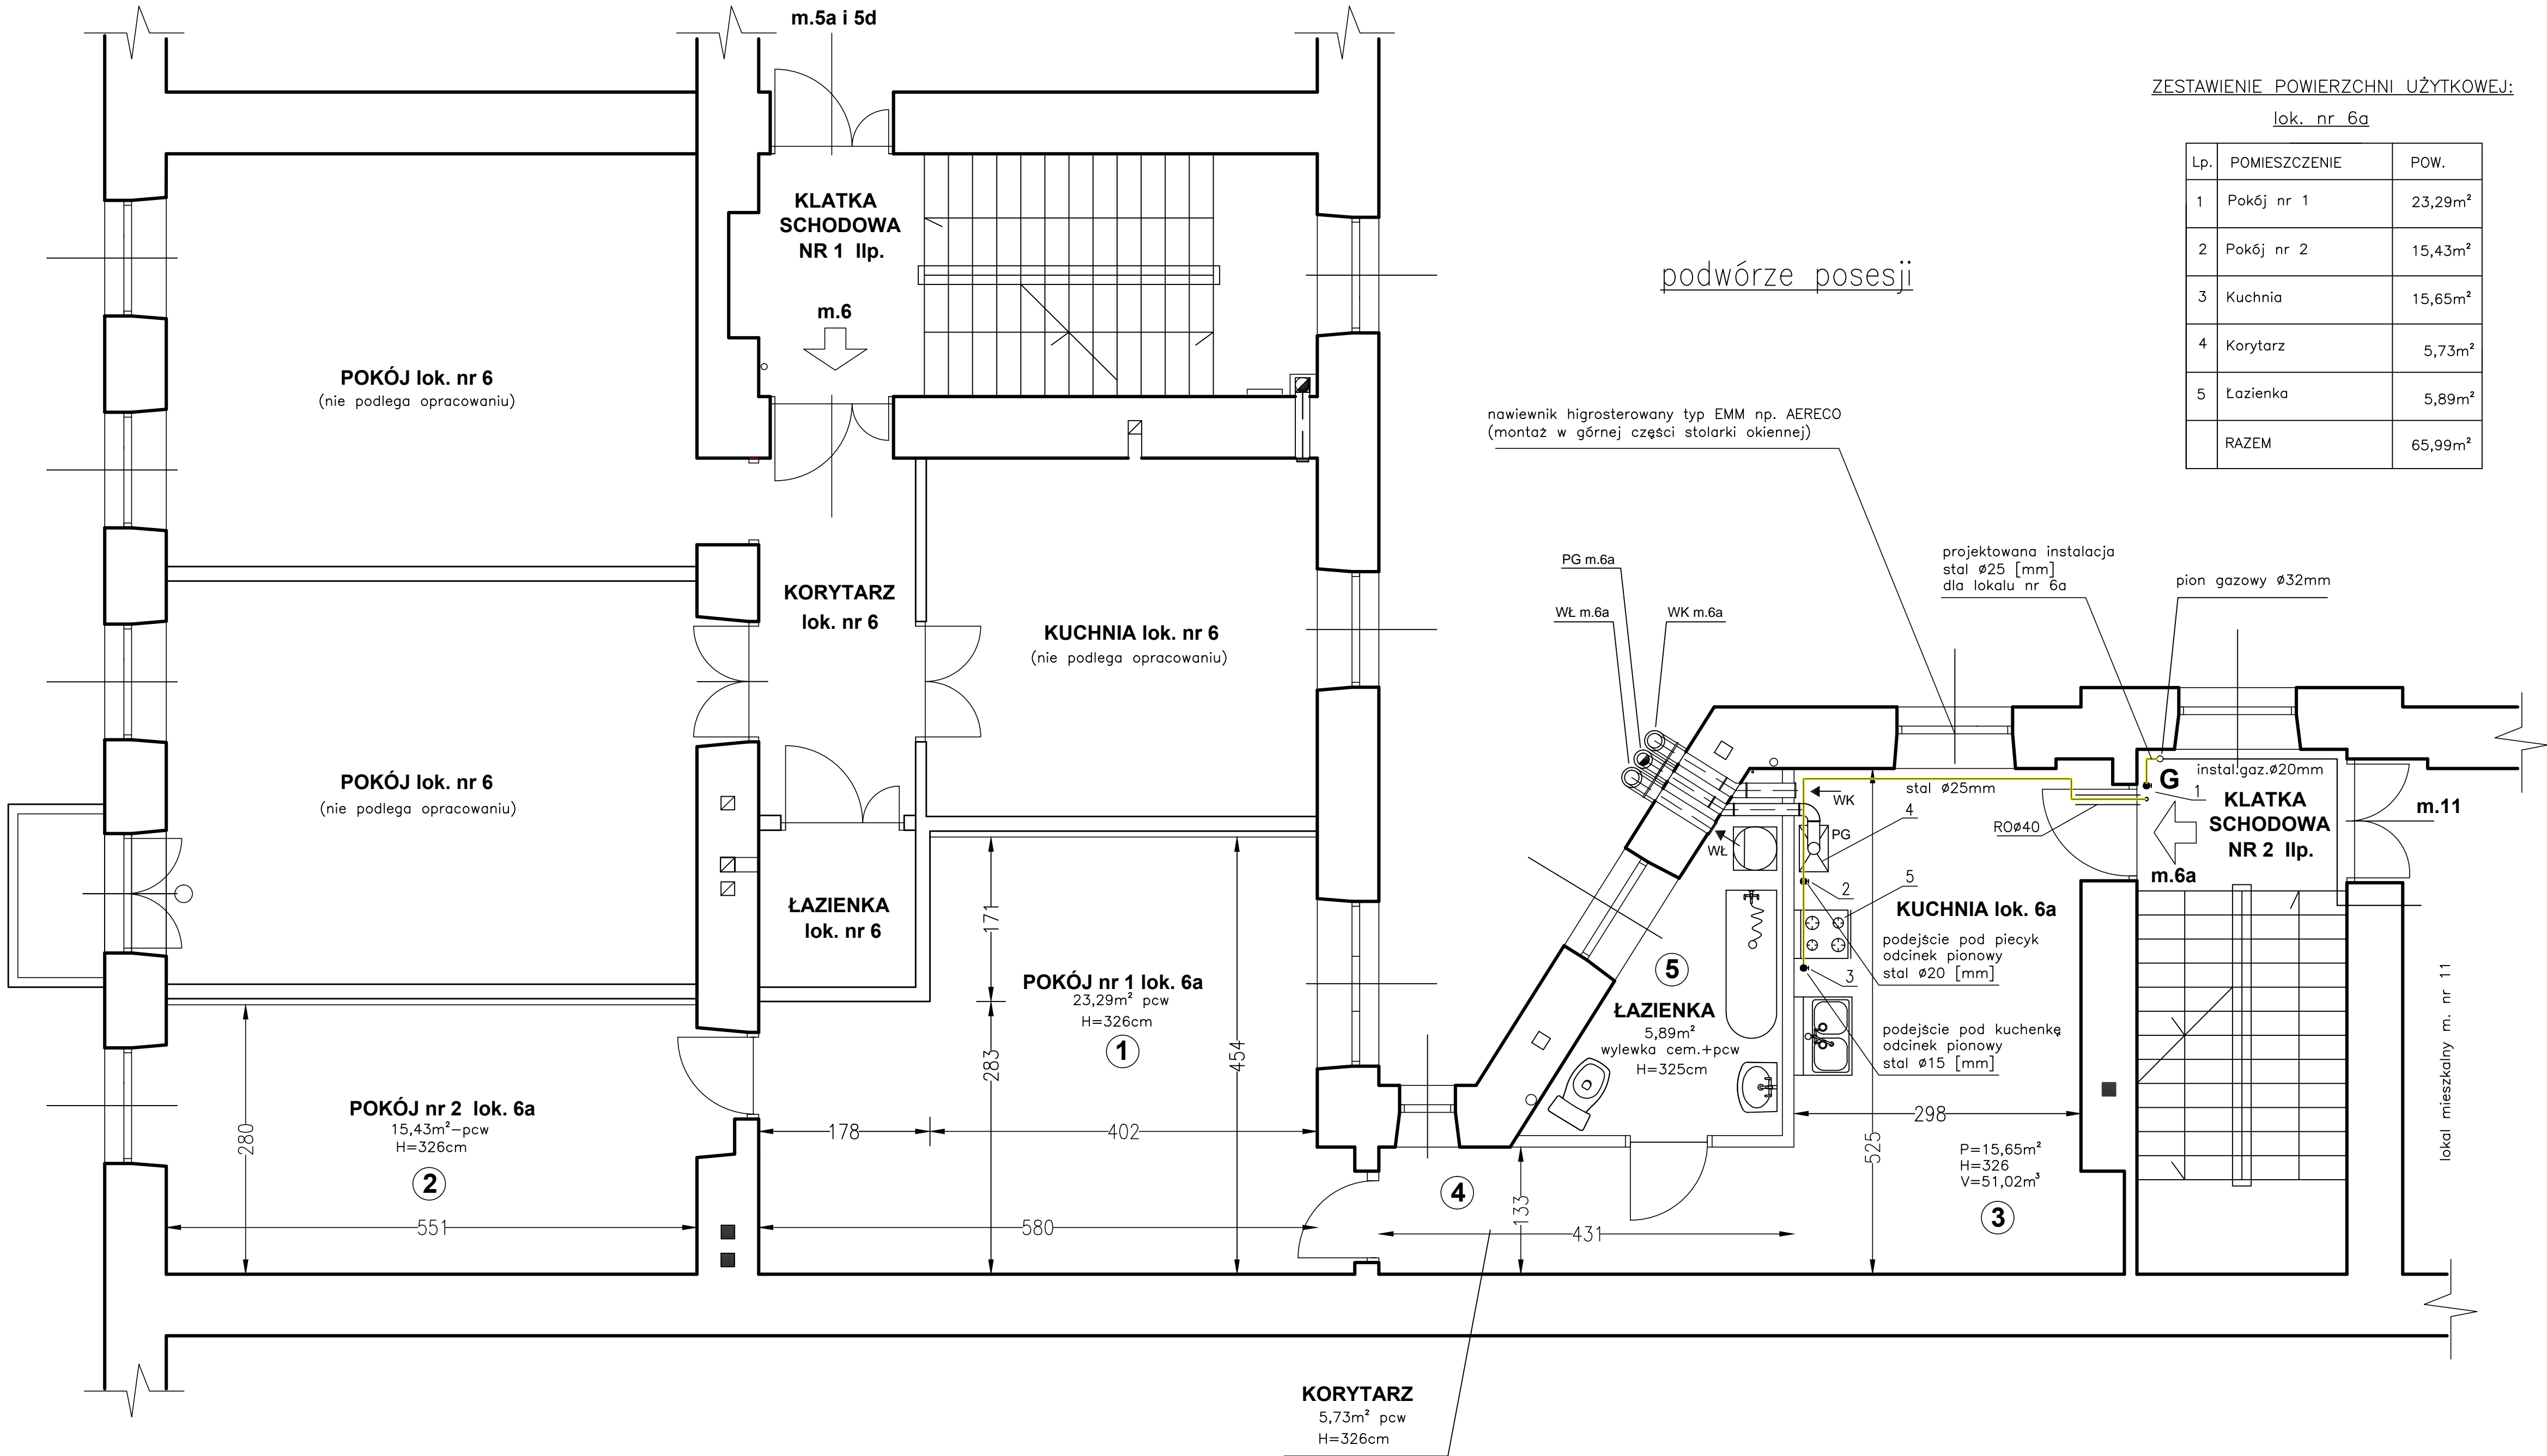 m.5a i 5d
ZESTAWIENIE POWIERZCHNI UŻYTKOWEJ:
lok. nr 6a
Lp. POMIESZCZENIE POW.
1 Pokój nr 1 23,29m²
2 Pokój nr 2 15,43m²
3 Kuchnia 15,65m²
4 Korytarz 5,73m²
5 Łazienka 5,89m²
RAZEM 65,99m²
KLATKA
SCHODOWA
NR 1 IIp.
m.6
podwórze posesji
POKÓJ lok. nr 6
(nie podlega opracowaniu)
nawiewnik higrosterowany typ EMM np. AERECO
(montaż w górnej części stolarki okiennej)
KORYTARZ
lok. nr 6
KUCHNIA lok. nr 6
(nie podlega opracowaniu)
PG m.6a
WŁ m.6a
WK m.6a
projektowana instalacja
stal ø25 [mm]
dla lokalu nr 6a
pion gazowy ø32mm
POKÓJ lok. nr 6
(nie podlega opracowaniu)
G
instal.gaz.ø20mm
1
stal ø25mm
WK
PG
WŁ
4
ROø40
KLATKA
SCHODOWA
NR 2 IIp.
m.11
m.6a
2
5
3
KUCHNIA lok. 6a
podejście pod piecyk
odcinek pionowy
stal ø20 [mm]
podejście pod kuchenkę
odcinek pionowy
stal ø15 [mm]
ŁAZIENKA
lok. nr 6
171
283
454
POKÓJ nr 1 lok. 6a
23,29m² pcw
H=326cm
1
5
ŁAZIENKA
5,89m²
wylewka cem.+pcw
H=325cm
lokal mieszkalny m. nr 11
280
POKÓJ nr 2 lok. 6a
15,43m²-pcw
H=326cm
2
551
178
402
580
4
133
431
525
298
P=15,65m²
H=326
V=51,02m³
3
KORYTARZ
5,73m² pcw
H=326cm